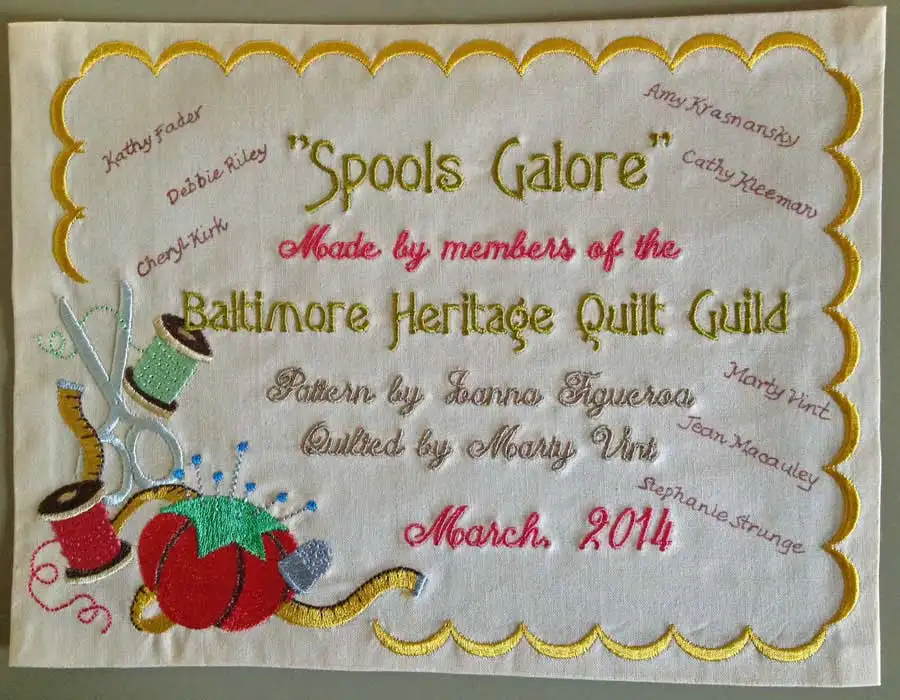 Kathy Fader
Debbie Riley
Cheryl Kirk
Amy Krasnansky
Cathy Kleeman
"Spools Galore"
Made by members of the
Baltimore Heritage Quilt Guild
Pattern by Joanna Figueroa
Quilted by Marty Vint
March, 2014
Marty Vint
Jean Macauley
Stephanie Strunge